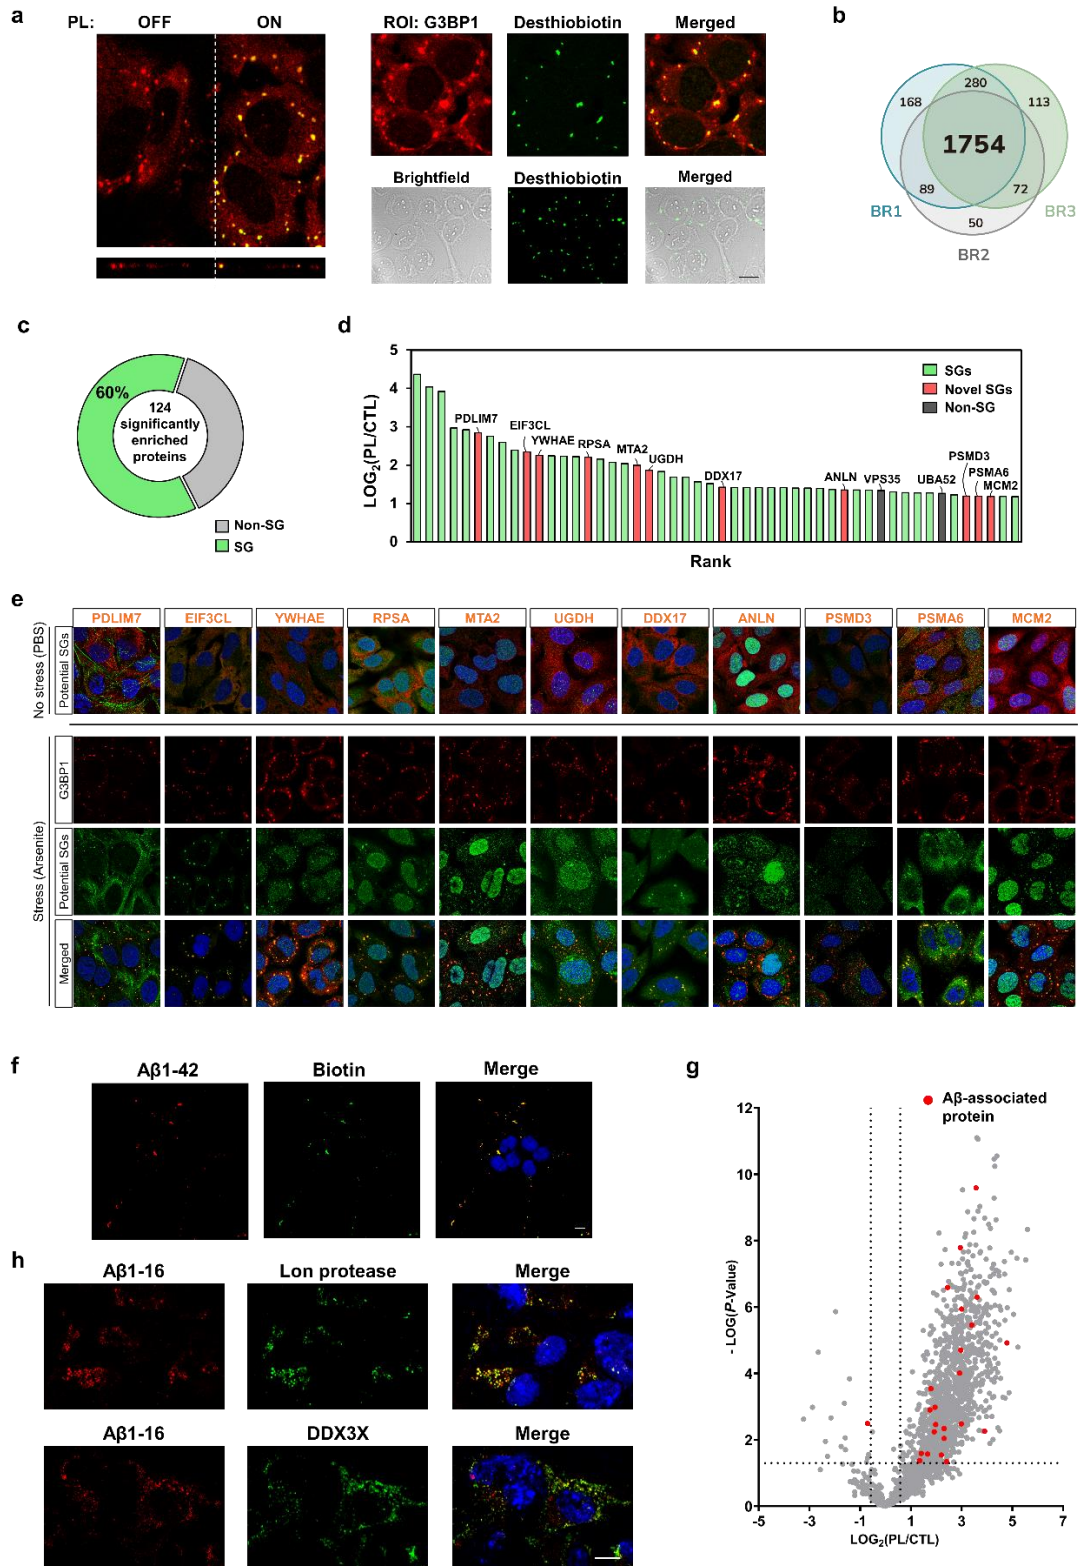 a
PL: OFF ON
ROI: G3BP1 Desthiobiotin Merged
Brightfield Desthiobiotin Merged
b
280
168 113
1754
89 72
50
BR1 BR3
BR2
c
60%
124
significantly
enriched
proteins
Non-SG
SG
d
LOG₂(PL/CTL)
5
4
3
2
1
0
SGs
Novel SGs
Non-SG
PDLIM7
EIF3CL
YWHAE
RPSA
MTA2
UGDH
DDX17
ANLN
VPS35
UBA52
PSMD3
PSMA6
MCM2
Rank
e
PDLIM7 EIF3CL YWHAE RPSA MTA2 UGDH DDX17 ANLN PSMD3 PSMA6 MCM2
No stress (PBS)
Potential SGs
Stress (Arsenite)
G3BP1
Potential SGs
Merged
f
Aβ1-42 Biotin Merge
g
Aβ-associated
protein
- LOG(P-Value)
12
10
8
6
4
2
0
-5 -3 -1 1 3 5 7
LOG₂(PL/CTL)
h
Aβ1-16 Lon protease Merge
Aβ1-16 DDX3X Merge